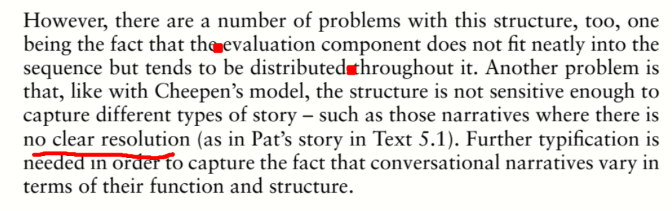 However, there are a number of problems with this structure, too, one
being the fact that the evaluation component does not fit neatly into the
sequence but tends to be distributed throughout it. Another problem is
that, like with Cheepen's model, the structure is not sensitive enough to
capture different types of story – such as those narratives where there is
no clear resolution (as in Pat's story in Text 5.1). Further typification is
needed in order to capture the fact that conversational narratives vary in
terms of their function and structure.